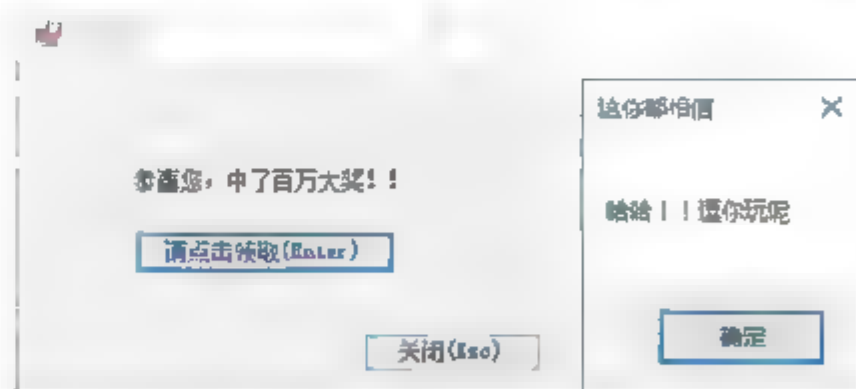 恭喜您，中了百万大奖！！
请点击领取(Enter)
关闭(Esc)
这你都相信
哈哈！！逗你玩呢
确定